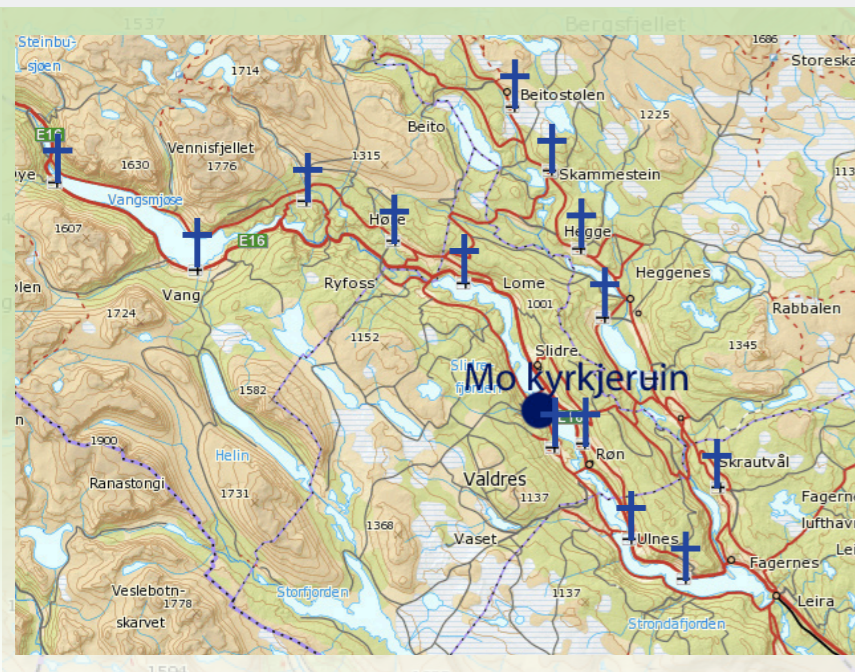 1537
Bergsfjellet
Steinbu-
sjøen
1714
1686
Storeska
Beitostølen
E16
Beito
1225
Vennisfjellet
1776
1315
1630
Skammestein
øye
Vangsmjøse
1607
Hegge
E16
Vang
Ryfoss
Lome
Heggenes
1001
Rabbalen
1724
1152
1345
Slidre
Mo kyrkjeruin
1582
E16
1900
Helin
Røn
Skrautvål
Ranastongi
1731
Valdres
1137
1368
Vaset
Ulnes
Fagernes
Veslebotn-
skarvet
1778
Storfjorden
1137
Leira
Strondafjorden
1594